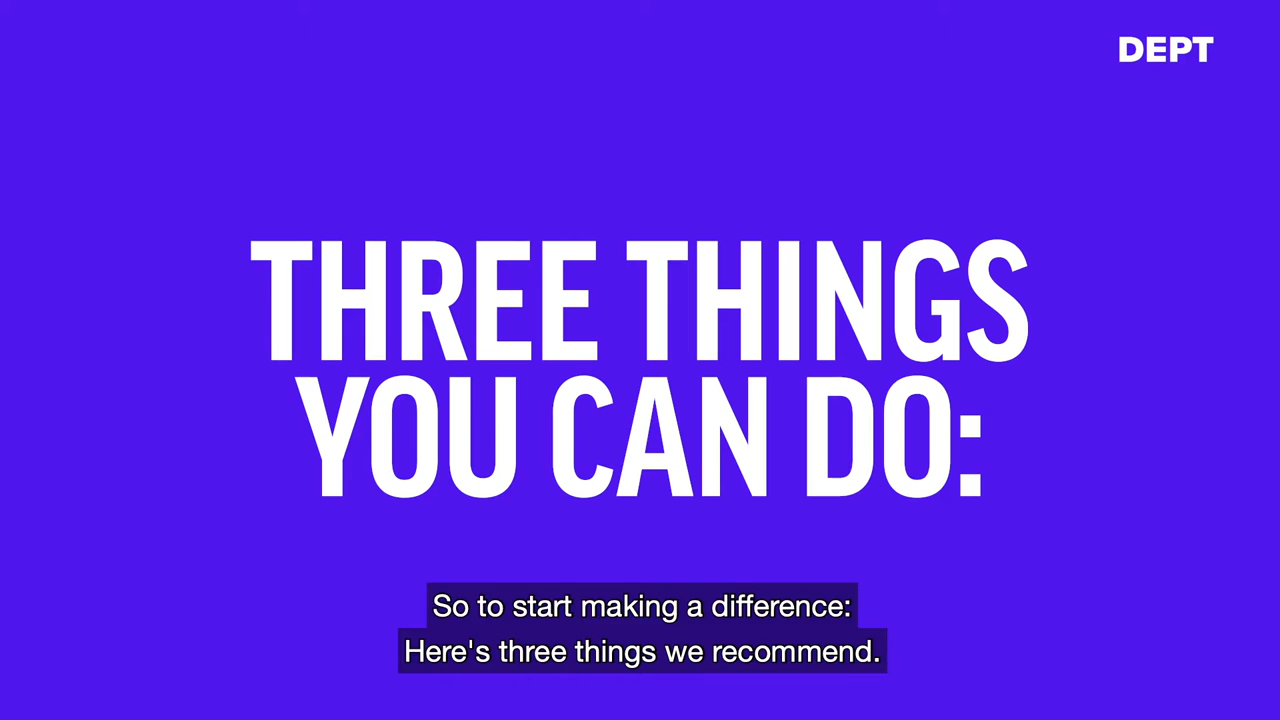 DEPT
THREE THINGS
YOU CAN DO:
So to start making a difference:
Here's three things we recommend.